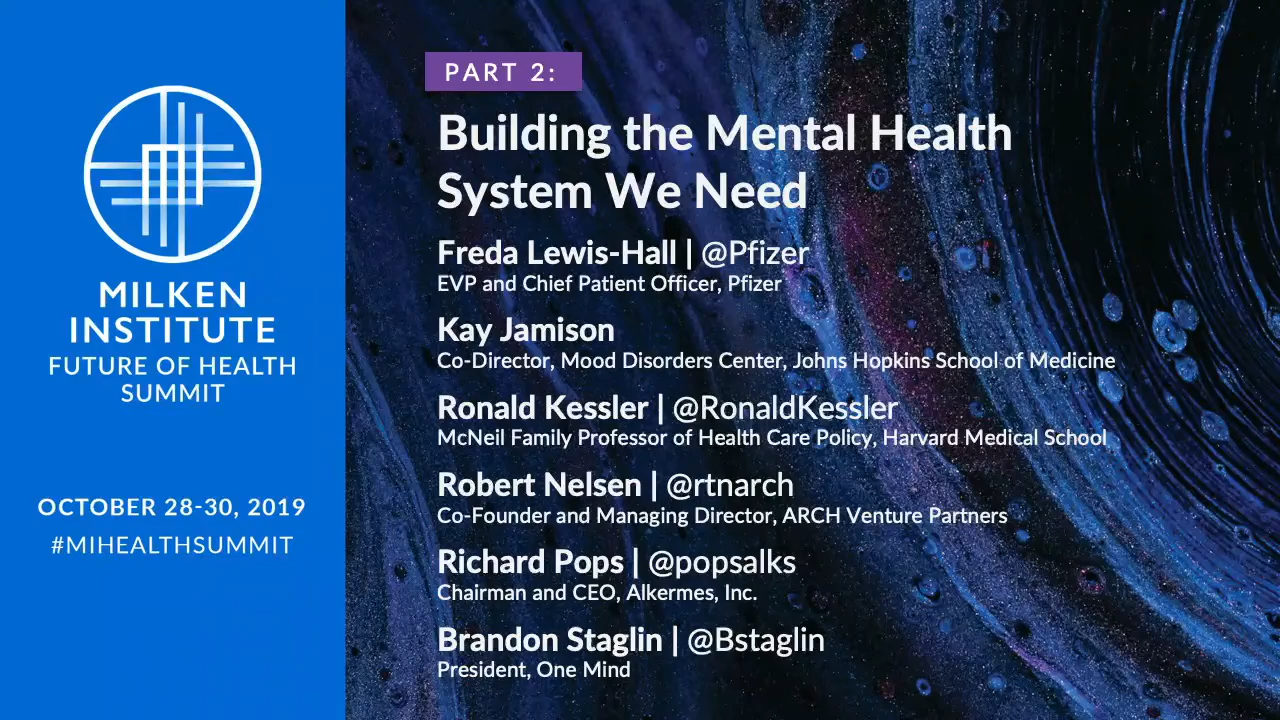 MILKEN
INSTITUTE
FUTURE OF HEALTH
SUMMIT
OCTOBER 28-30, 2019
#MIHEALTHSUMMIT
PART 2:
Building the Mental Health
System We Need
Freda Lewis-Hall | @Pfizer
EVP and Chief Patient Officer, Pfizer
Kay Jamison
Co-Director, Mood Disorders Center, Johns Hopkins School of Medicine
Ronald Kessler | @RonaldKessler
McNeil Family Professor of Health Care Policy, Harvard Medical School
Robert Nelsen | @rtnarch
Co-Founder and Managing Director, ARCH Venture Partners
Richard Pops | @popsalks
Chairman and CEO, Alkermes, Inc.
Brandon Staglin | @Bstaglin
President, One Mind